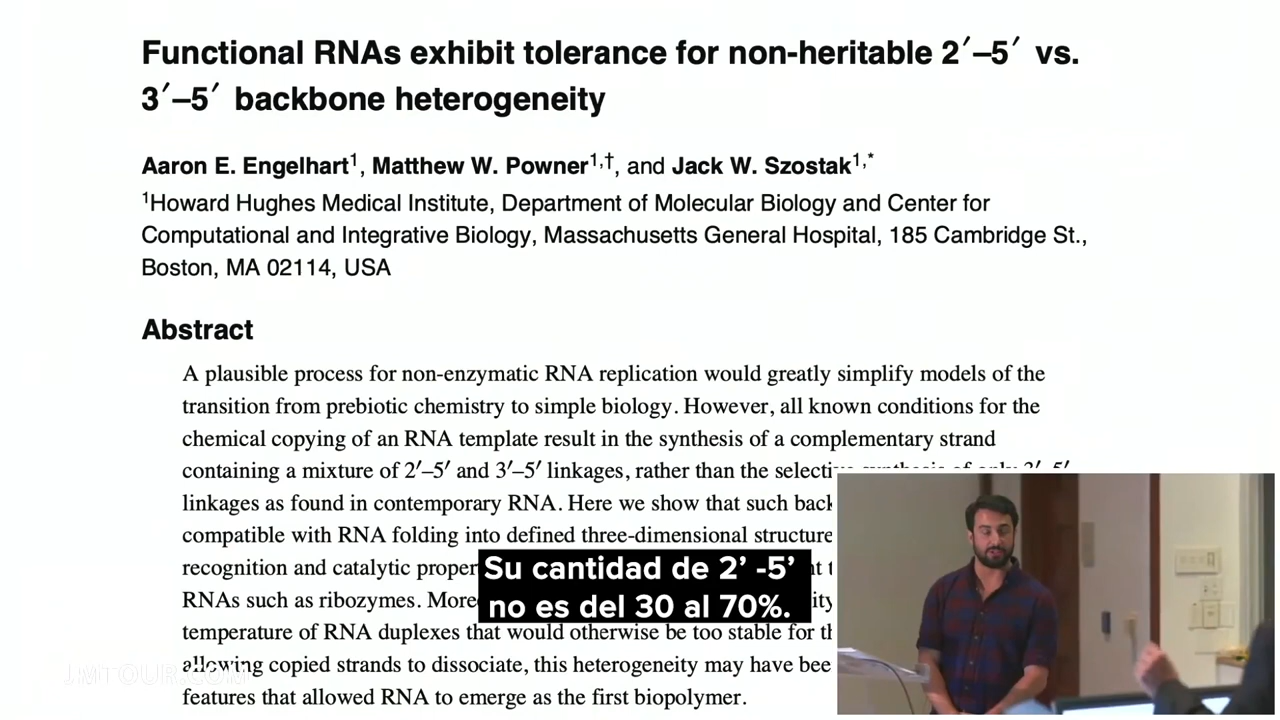 Functional RNAs exhibit tolerance for non-heritable 2′–5′ vs.
3′–5′ backbone heterogeneity
Aaron E. Engelhart1, Matthew W. Powner1,†, and Jack W. Szostak1,*
1Howard Hughes Medical Institute, Department of Molecular Biology and Center for
Computational and Integrative Biology, Massachusetts General Hospital, 185 Cambridge St.,
Boston, MA 02114, USA
Abstract
A plausible process for non-enzymatic RNA replication would greatly simplify models of the
transition from prebiotic chemistry to simple biology. However, all known conditions for the
chemical copying of an RNA template result in the synthesis of a complementary strand
containing a mixture of 2′–5′ and 3′–5′ linkages, rather than the
linkages as found in contemporary RNA. Here we show that such
compatible with RNA folding into defined three-dimensional
recognition and catalytic
RNAs such as ribozymes.
temperature of RNA duplexes that would otherwise be too stable for
allowing copied strands to dissociate, this heterogeneity may have
features that allowed RNA to emerge as the first biopolymer.
Su cantidad de 2’ -5’
no es del 30 al 70%.
JMTOUR.COM